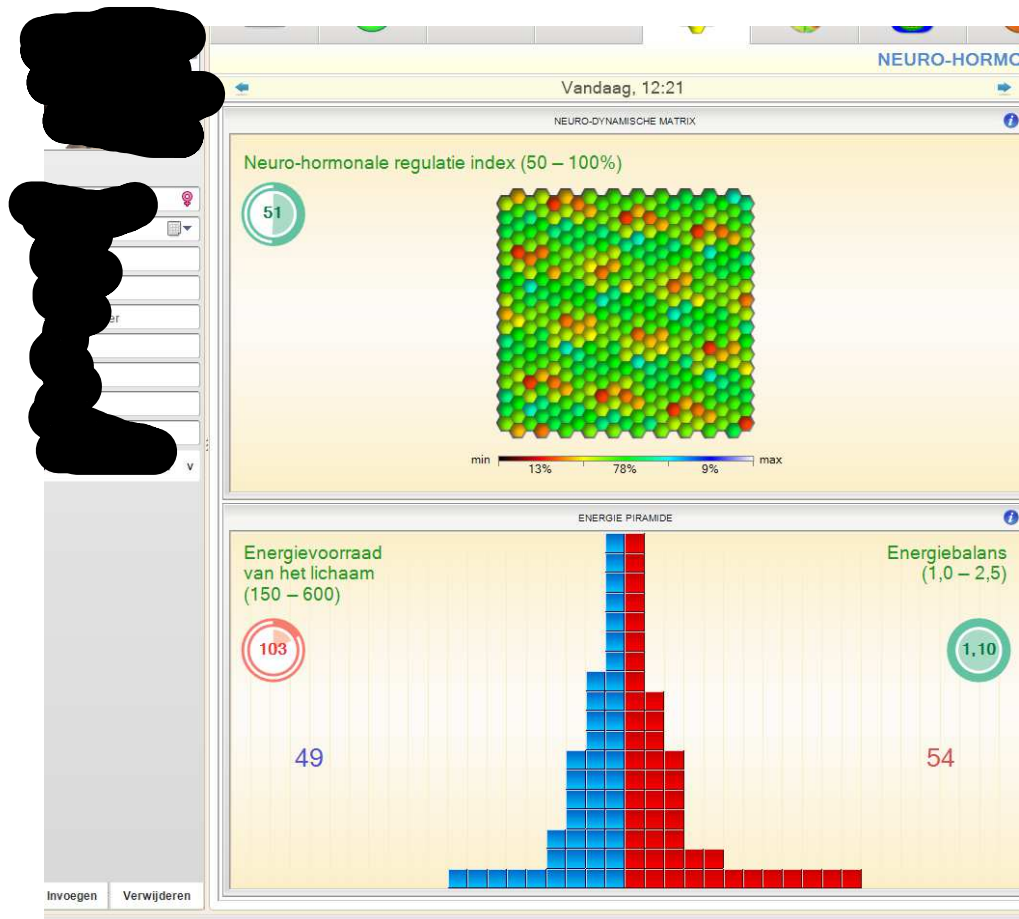 NEURO-HORMO
Vandaag, 12:21
NEURO-DYNAMISCHE MATRIX
Neuro-hormonale regulatie index (50 – 100%)
51
er
v
min
13%
78%
9%
max
ENERGIE PIRAMIDE
Energievoorraad
van het lichaam
(150 – 600)
Energiebalans
(1,0 – 2,5)
103
1,10
49
54
Invoegen
Verwijderen